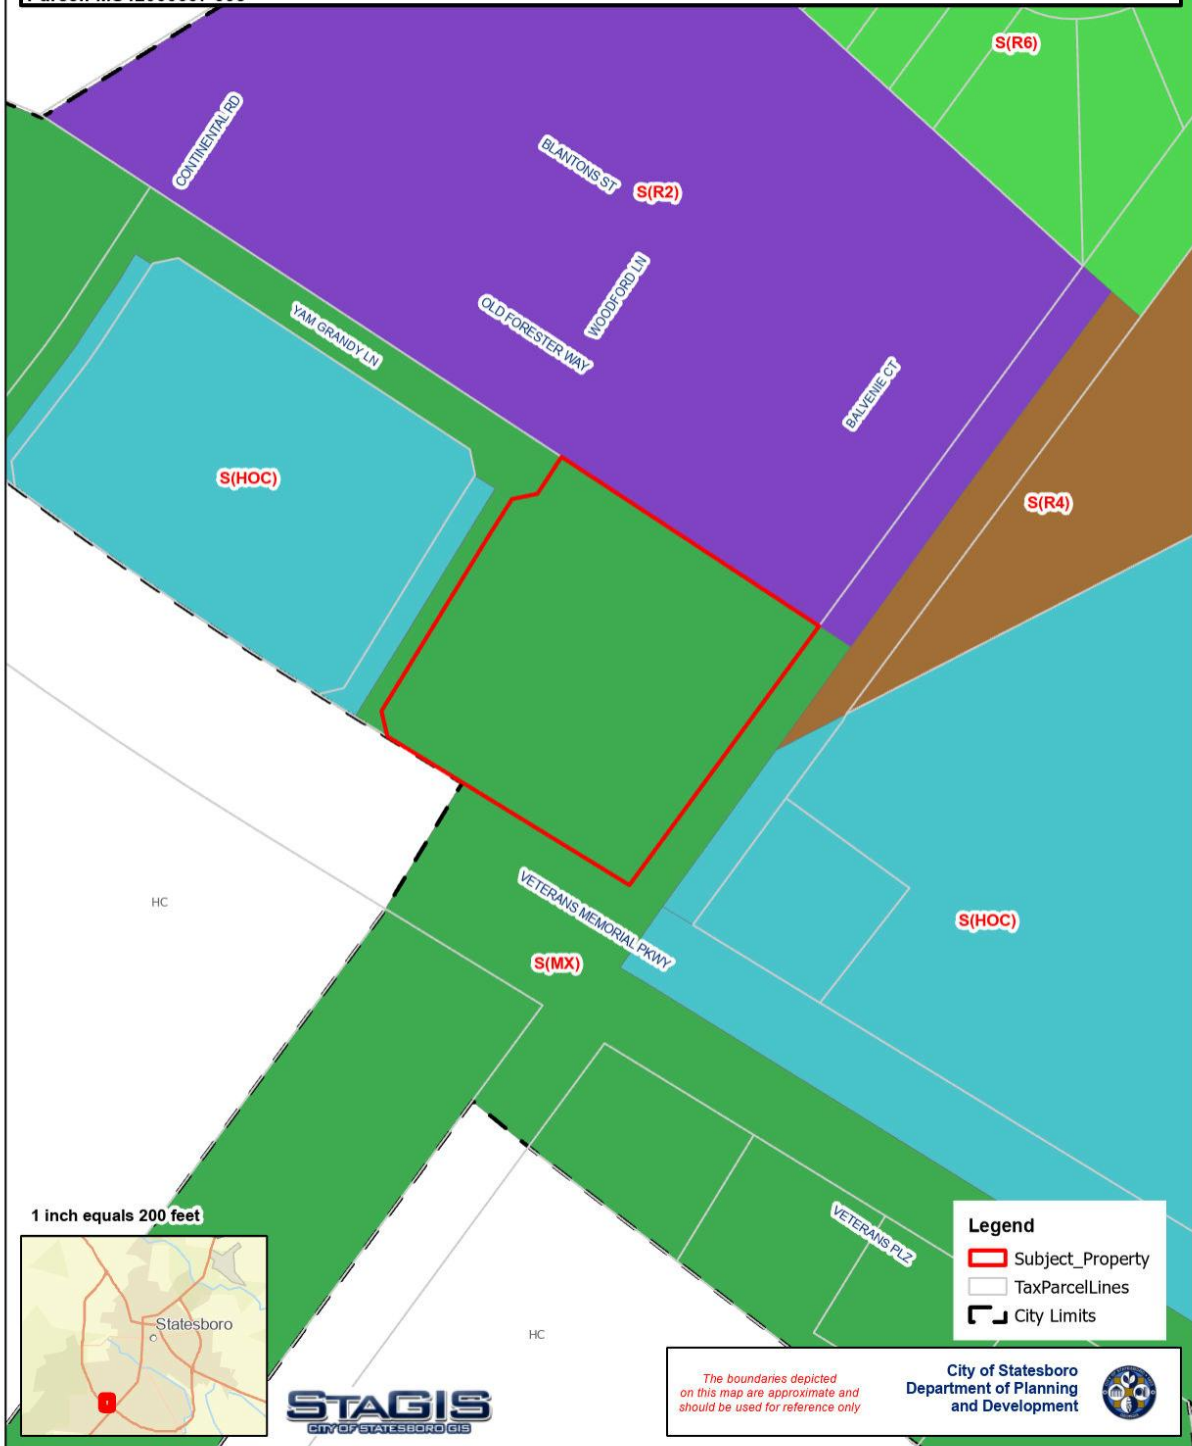 S(R6)
CONTINENTAL RD
BLANTONS ST
S(R2)
WOODFORD LN
OLD FORESTER WAY
YAM GRANDY LN
BALVENIE CT
S(HOC)
S(R4)
VETERANS MEMORIAL PKWY
HC
S(HOC)
S(MX)
VETERANS PLZ
HC
1 inch equals 200 feet
Statesboro
STAGIS
CITY OF STATESBORO GIS
Legend
Subject_Property
TaxParcelLines
City Limits
The boundaries depicted
on this map are approximate and
should be used for reference only
City of Statesboro
Department of Planning
and Development